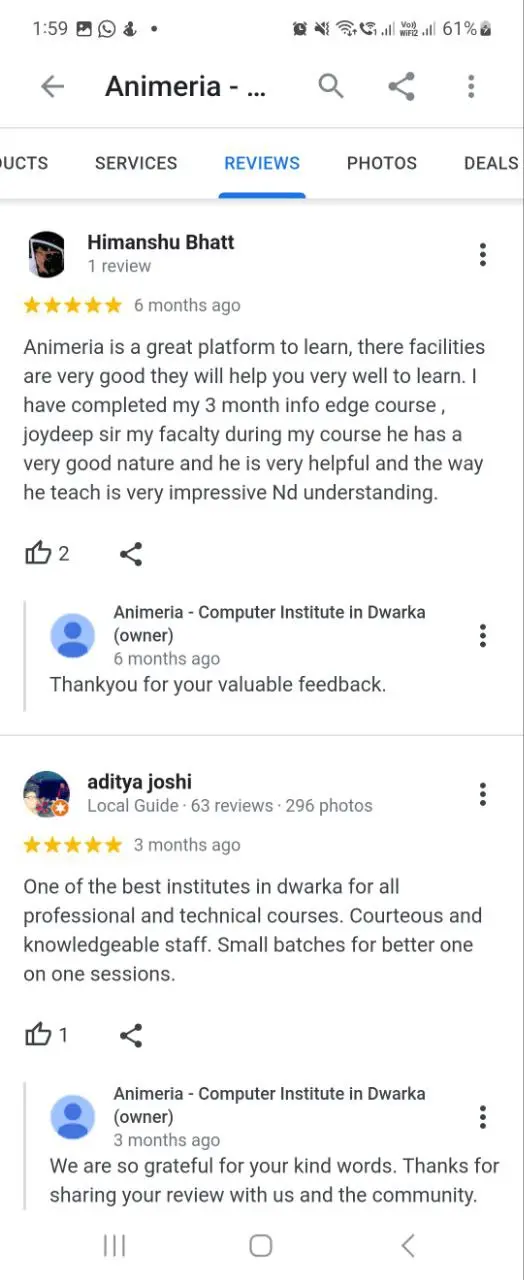 1:59
Vo)) WiFi2 61%
Animeria - ...
DUCTS SERVICES REVIEWS PHOTOS DEALS
Himanshu Bhatt
1 review
6 months ago
Animeria is a great platform to learn, there facilities
are very good they will help you very well to learn. I
have completed my 3 month info edge course ,
joydeep sir my facalty during my course he has a
very good nature and he is very helpful and the way
he teach is very impressive Nd understanding.
2
Animeria - Computer Institute in Dwarka
(owner)
6 months ago
Thankyou for your valuable feedback.
aditya joshi
Local Guide · 63 reviews · 296 photos
3 months ago
One of the best institutes in dwarka for all
professional and technical courses. Courteous and
knowledgeable staff. Small batches for better one
on one sessions.
1
Animeria - Computer Institute in Dwarka
(owner)
3 months ago
We are so grateful for your kind words. Thanks for
sharing your review with us and the community.